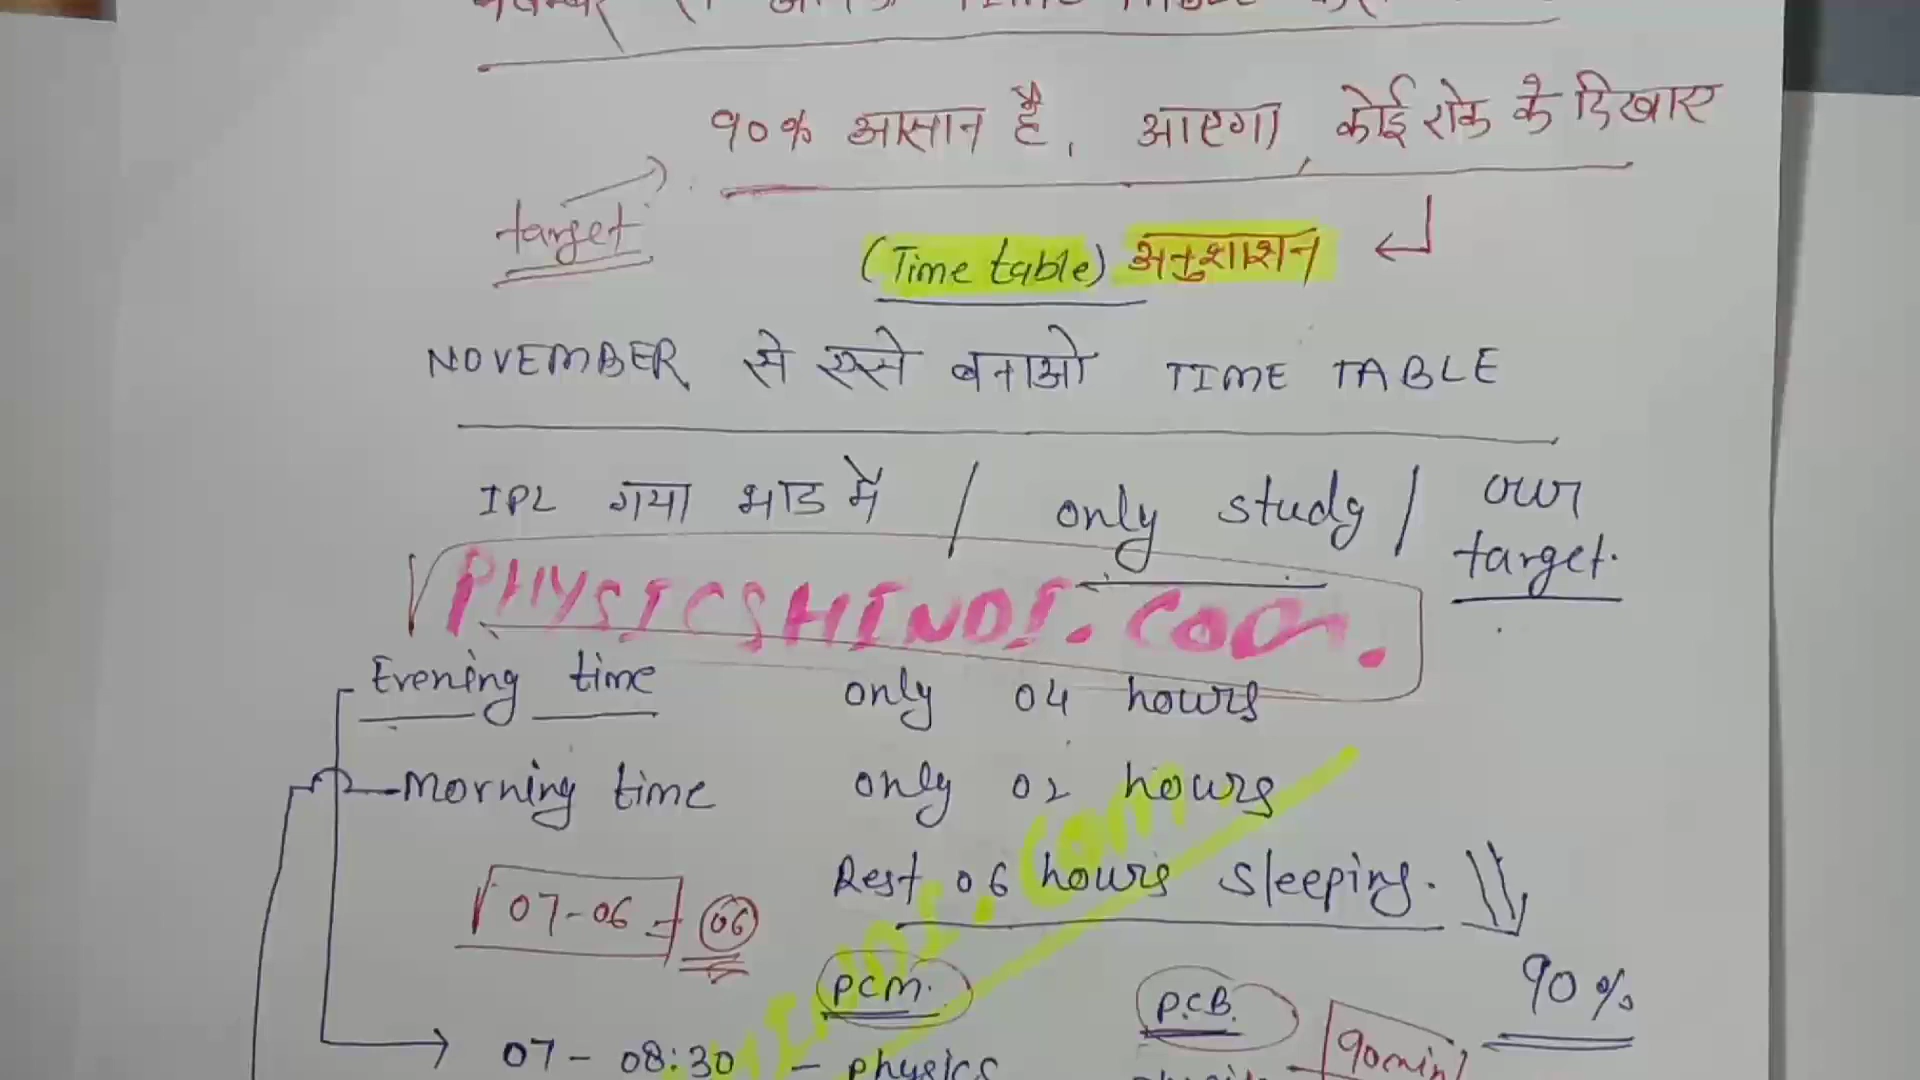 90% आसान है, आएगा, कोई रोक के दिखाए
target
(Time table) अनुशाशन
NOVEMBER से एसे बनाओ TIME TABLE
IPL गया भाड में / only study / our target.
PHYSICSHINDI.COM.
Evening time only 04 hours
Morning time only 02 hours
Rest 06 hours sleeping.
07-06 = 06
90%
PCM. P.C.B.
90min
07 - 08:30 - physics